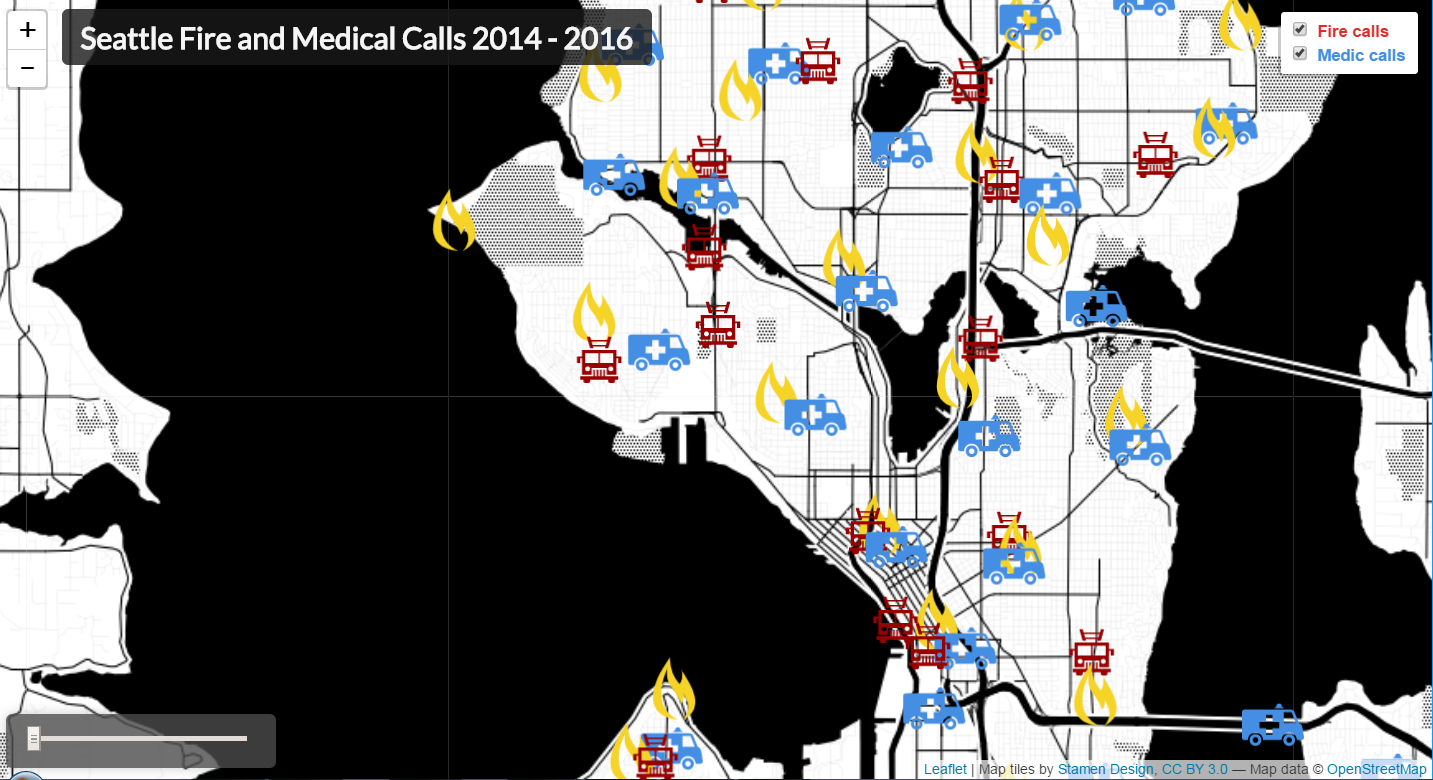 +
−
Seattle Fire and Medical Calls 2014 - 2016
Fire calls
Medic calls
Leaflet | Map tiles by Stamen Design, CC BY 3.0 — Map data © OpenStreetMap